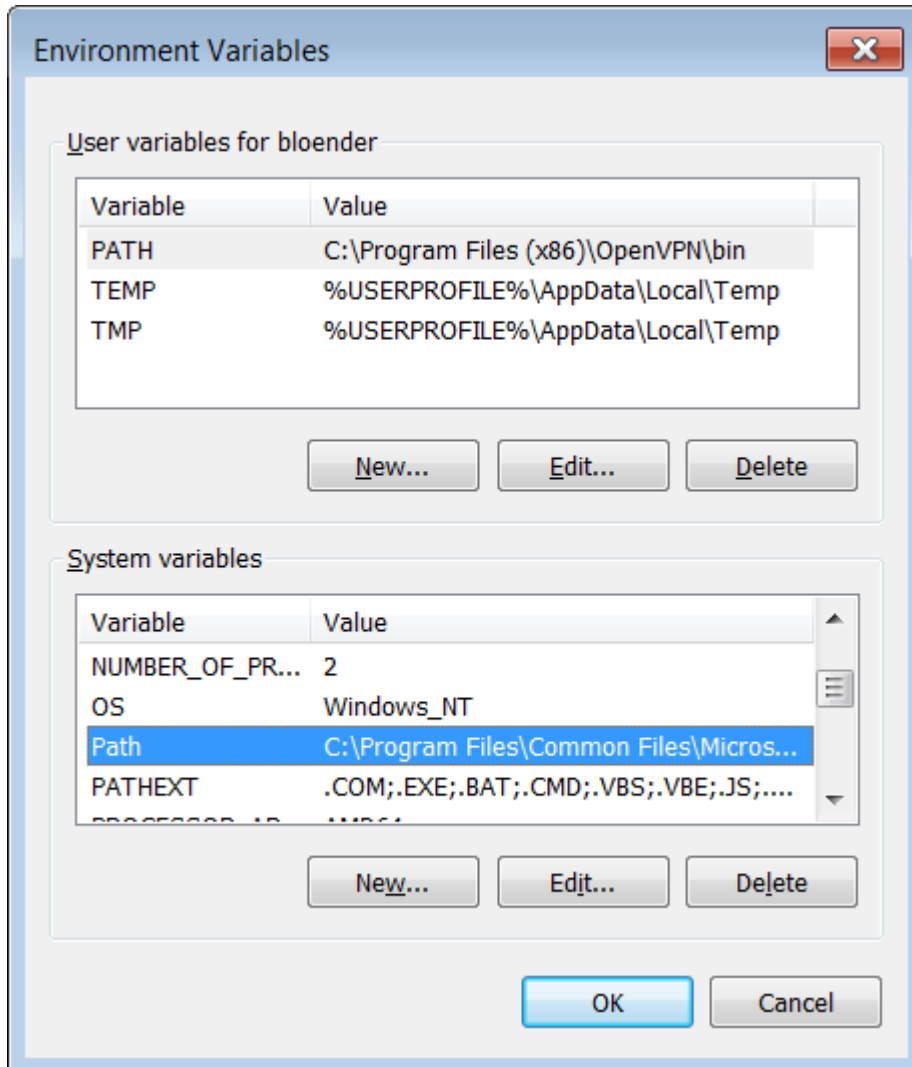 Environment Variables
User variables for bloender
Variable Value
PATH C:\Program Files (x86)\OpenVPN\bin
TEMP %USERPROFILE%\AppData\Local\Temp
TMP %USERPROFILE%\AppData\Local\Temp
New... Edit... Delete
System variables
Variable Value
NUMBER_OF_PR... 2
OS Windows_NT
Path C:\Program Files\Common Files\Micros...
PATHEXT .COM;.EXE;.BAT;.CMD;.VBS;.VBE;.JS;....
New... Edit... Delete
OK Cancel